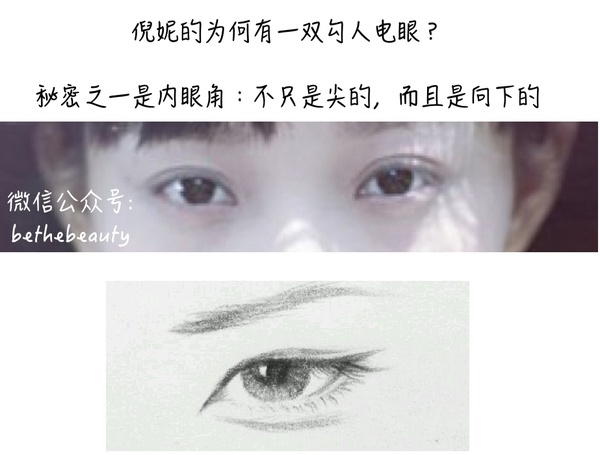 倪妮的为何有一双勾人电眼？
秘密之一是内眼角：不只是尖的，而且是向下的
微信公众号:
bethebeauty